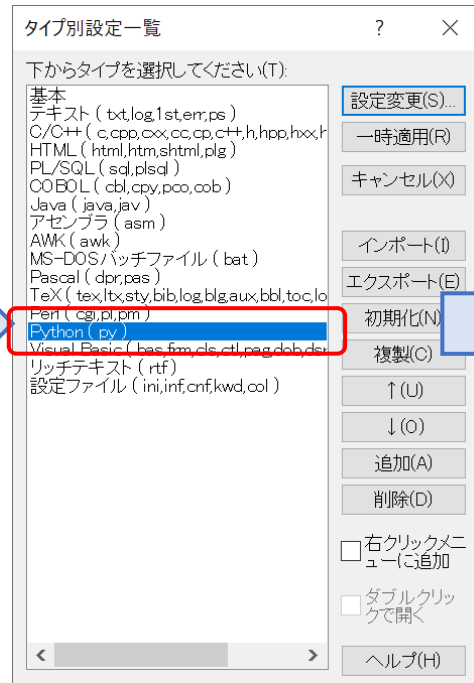 タイプ別設定一覧
?
下からタイプを選択してください(T):
基本
テキスト ( txt,log,1st,err,ps )
C/C++ ( c,cpp,cxx,cc,cp,c++,h,hpp,hxx,h
HTML ( html,htm,shtml,plg )
PL/SQL ( sql,plsql )
COBOL ( cbl,cpy,pco,cob )
Java ( java,jav )
アセンブラ ( asm )
AWK ( awk )
MS-DOSバッチファイル ( bat )
Pascal ( dpr,pas )
TeX ( tex,ltx,sty,bib,log,blg,aux,bbl,toc,lo
Perl ( cgi,pl,pm )
Python ( py )
Visual Basic ( bas,frm,cls,ctl,pag,dob,dsr
リッチテキスト ( rtf )
設定ファイル ( ini,inf,cnf,kwd,col )
設定変更(S)...
一時適用(R)
キャンセル(X)
インポート(I)
エクスポート(E)
初期化(N)
複製(C)
↑(U)
↓(O)
追加(A)
削除(D)
右クリックメニ
ューに追加
ダブルクリッ
クで開く
ヘルプ(H)